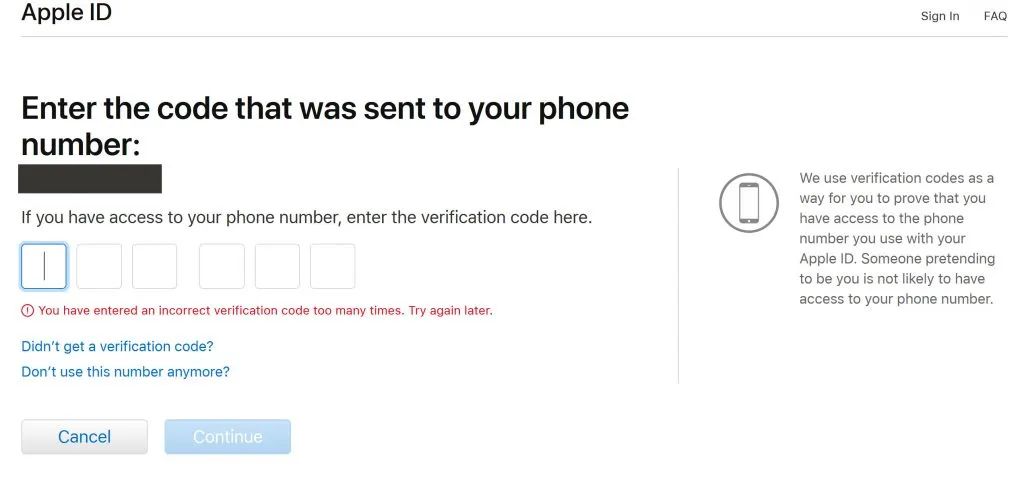 Apple ID
Sign In
FAQ
Enter the code that was sent to your phone
number:
If you have access to your phone number, enter the verification code here.
You have entered an incorrect verification code too many times. Try again later.
Didn’t get a verification code?
Don’t use this number anymore?
Cancel
Continue
We use verification codes as a
way for you to prove that you
have access to the phone
number you use with your
Apple ID. Someone pretending
to be you is not likely to have
access to your phone number.